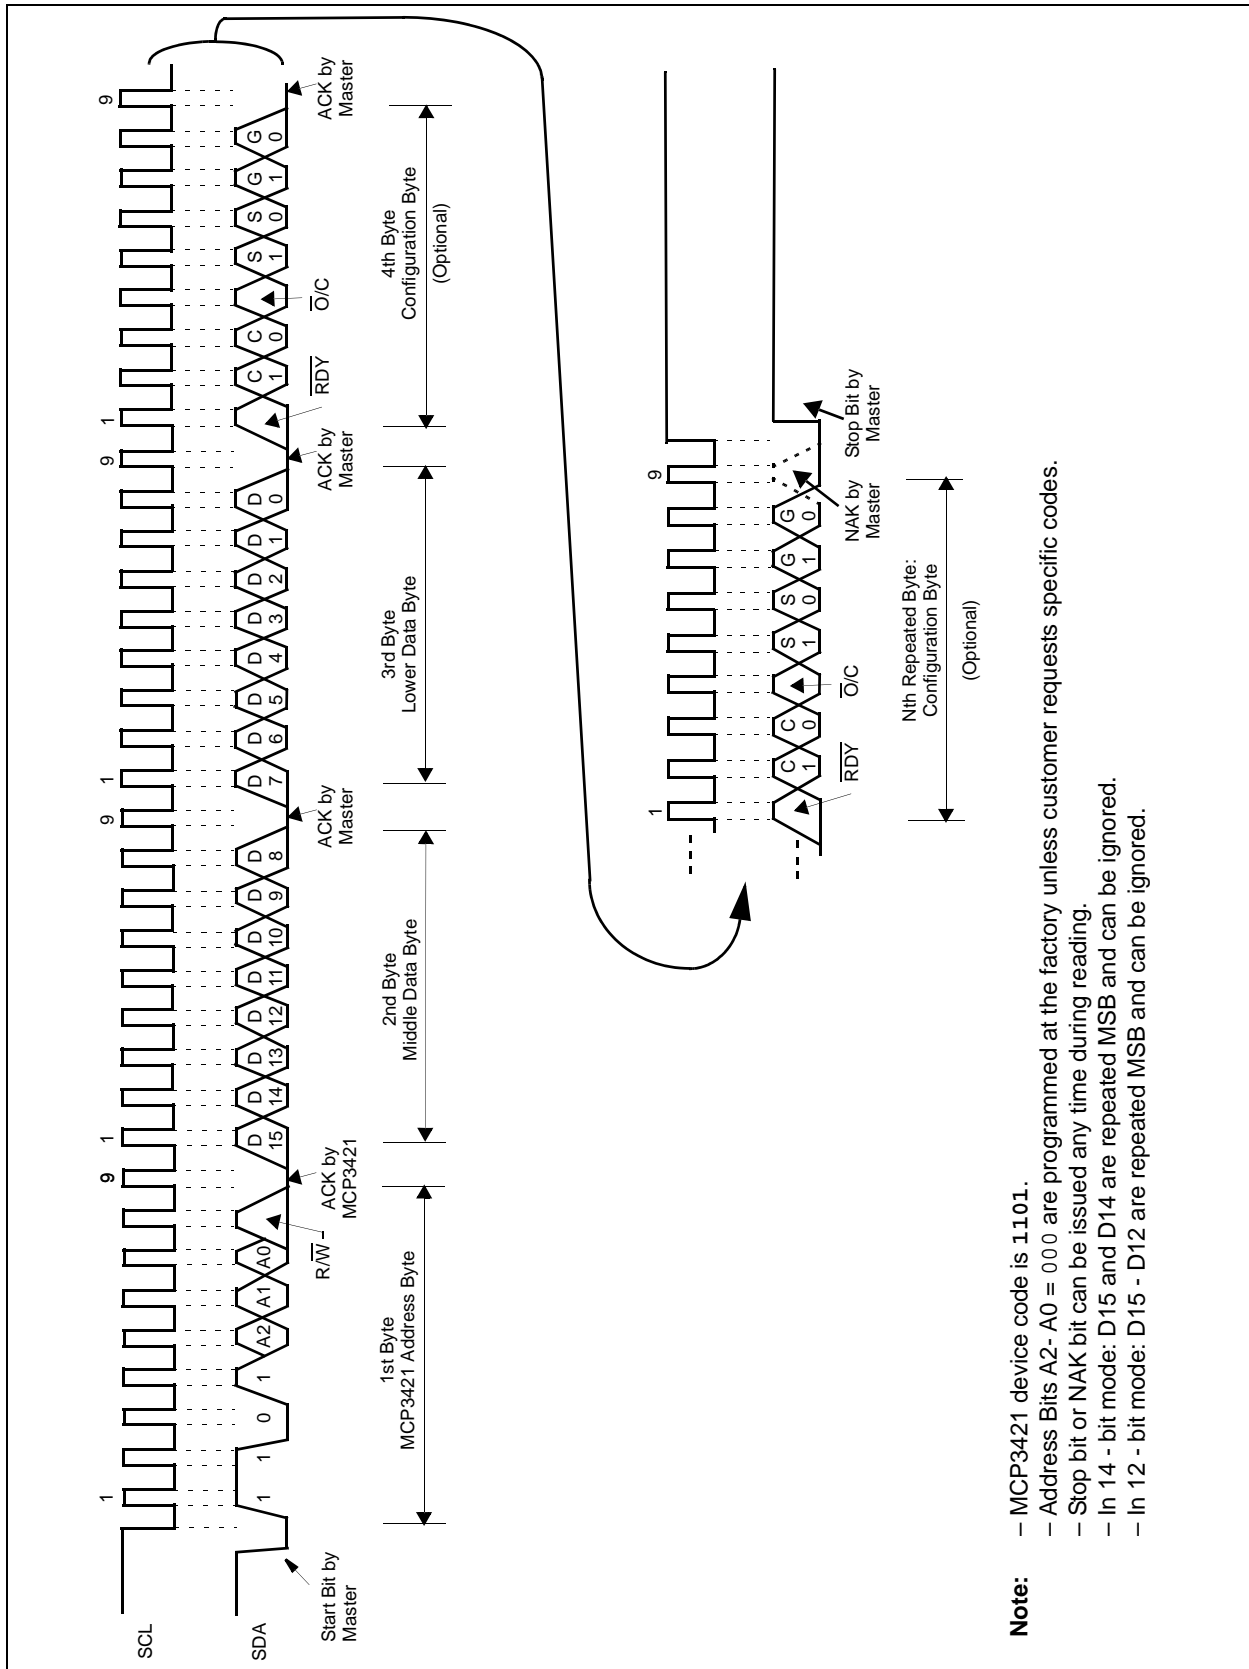 SCL
1
9
1
9
1
9
1
9
SDA
1
1
0
1
A2
A1
A0
D 15
D 14
D 13
D 12
D 11
D 10
D 9
D 8
D 7
D 6
D 5
D 4
D 3
D 2
D 1
D 0
C 1
C 0
S 1
S 0
G 1
G 0
Start Bit by
Master
R/W
ACK by
MCP3421
ACK by
Master
ACK by
Master
RDY
O/C
ACK by
Master
1st Byte
MCP3421 Address Byte
2nd Byte
Middle Data Byte
3rd Byte
Lower Data Byte
4th Byte
Configuration Byte
(Optional)
1
9
C 1
C 0
S 1
S 0
G 1
G 0
RDY
O/C
NAK by
Master
Stop Bit by
Master
Nth Repeated Byte:
Configuration Byte
(Optional)
Note: – MCP3421 device code is 1101.
– Address Bits A2- A0 = 000 are programmed at the factory unless customer requests specific codes.
– Stop bit or NAK bit can be issued any time during reading.
– In 14 - bit mode: D15 and D14 are repeated MSB and can be ignored.
– In 12 - bit mode: D15 - D12 are repeated MSB and can be ignored.